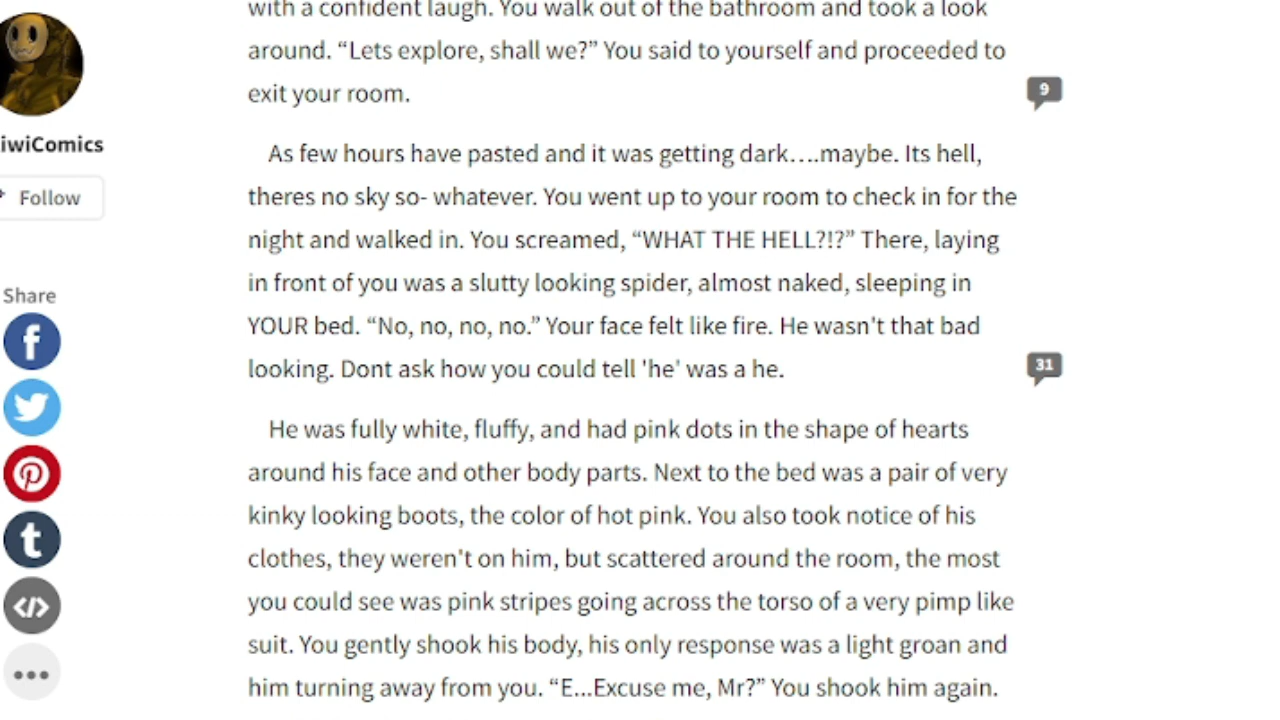 with a confident laugh. You walk out of the bathroom and took a look
around. “Lets explore, shall we?” You said to yourself and proceeded to
exit your room.
9
iwiComics
Follow
As few hours have pasted and it was getting dark….maybe. Its hell,
theres no sky so- whatever. You went up to your room to check in for the
night and walked in. You screamed, “WHAT THE HELL?!?” There, laying
in front of you was a slutty looking spider, almost naked, sleeping in
YOUR bed. “No, no, no, no.” Your face felt like fire. He wasn't that bad
looking. Dont ask how you could tell 'he' was a he.
31
Share
He was fully white, fluffy, and had pink dots in the shape of hearts
around his face and other body parts. Next to the bed was a pair of very
kinky looking boots, the color of hot pink. You also took notice of his
clothes, they weren't on him, but scattered around the room, the most
you could see was pink stripes going across the torso of a very pimp like
suit. You gently shook his body, his only response was a light groan and
him turning away from you. “E...Excuse me, Mr?” You shook him again.